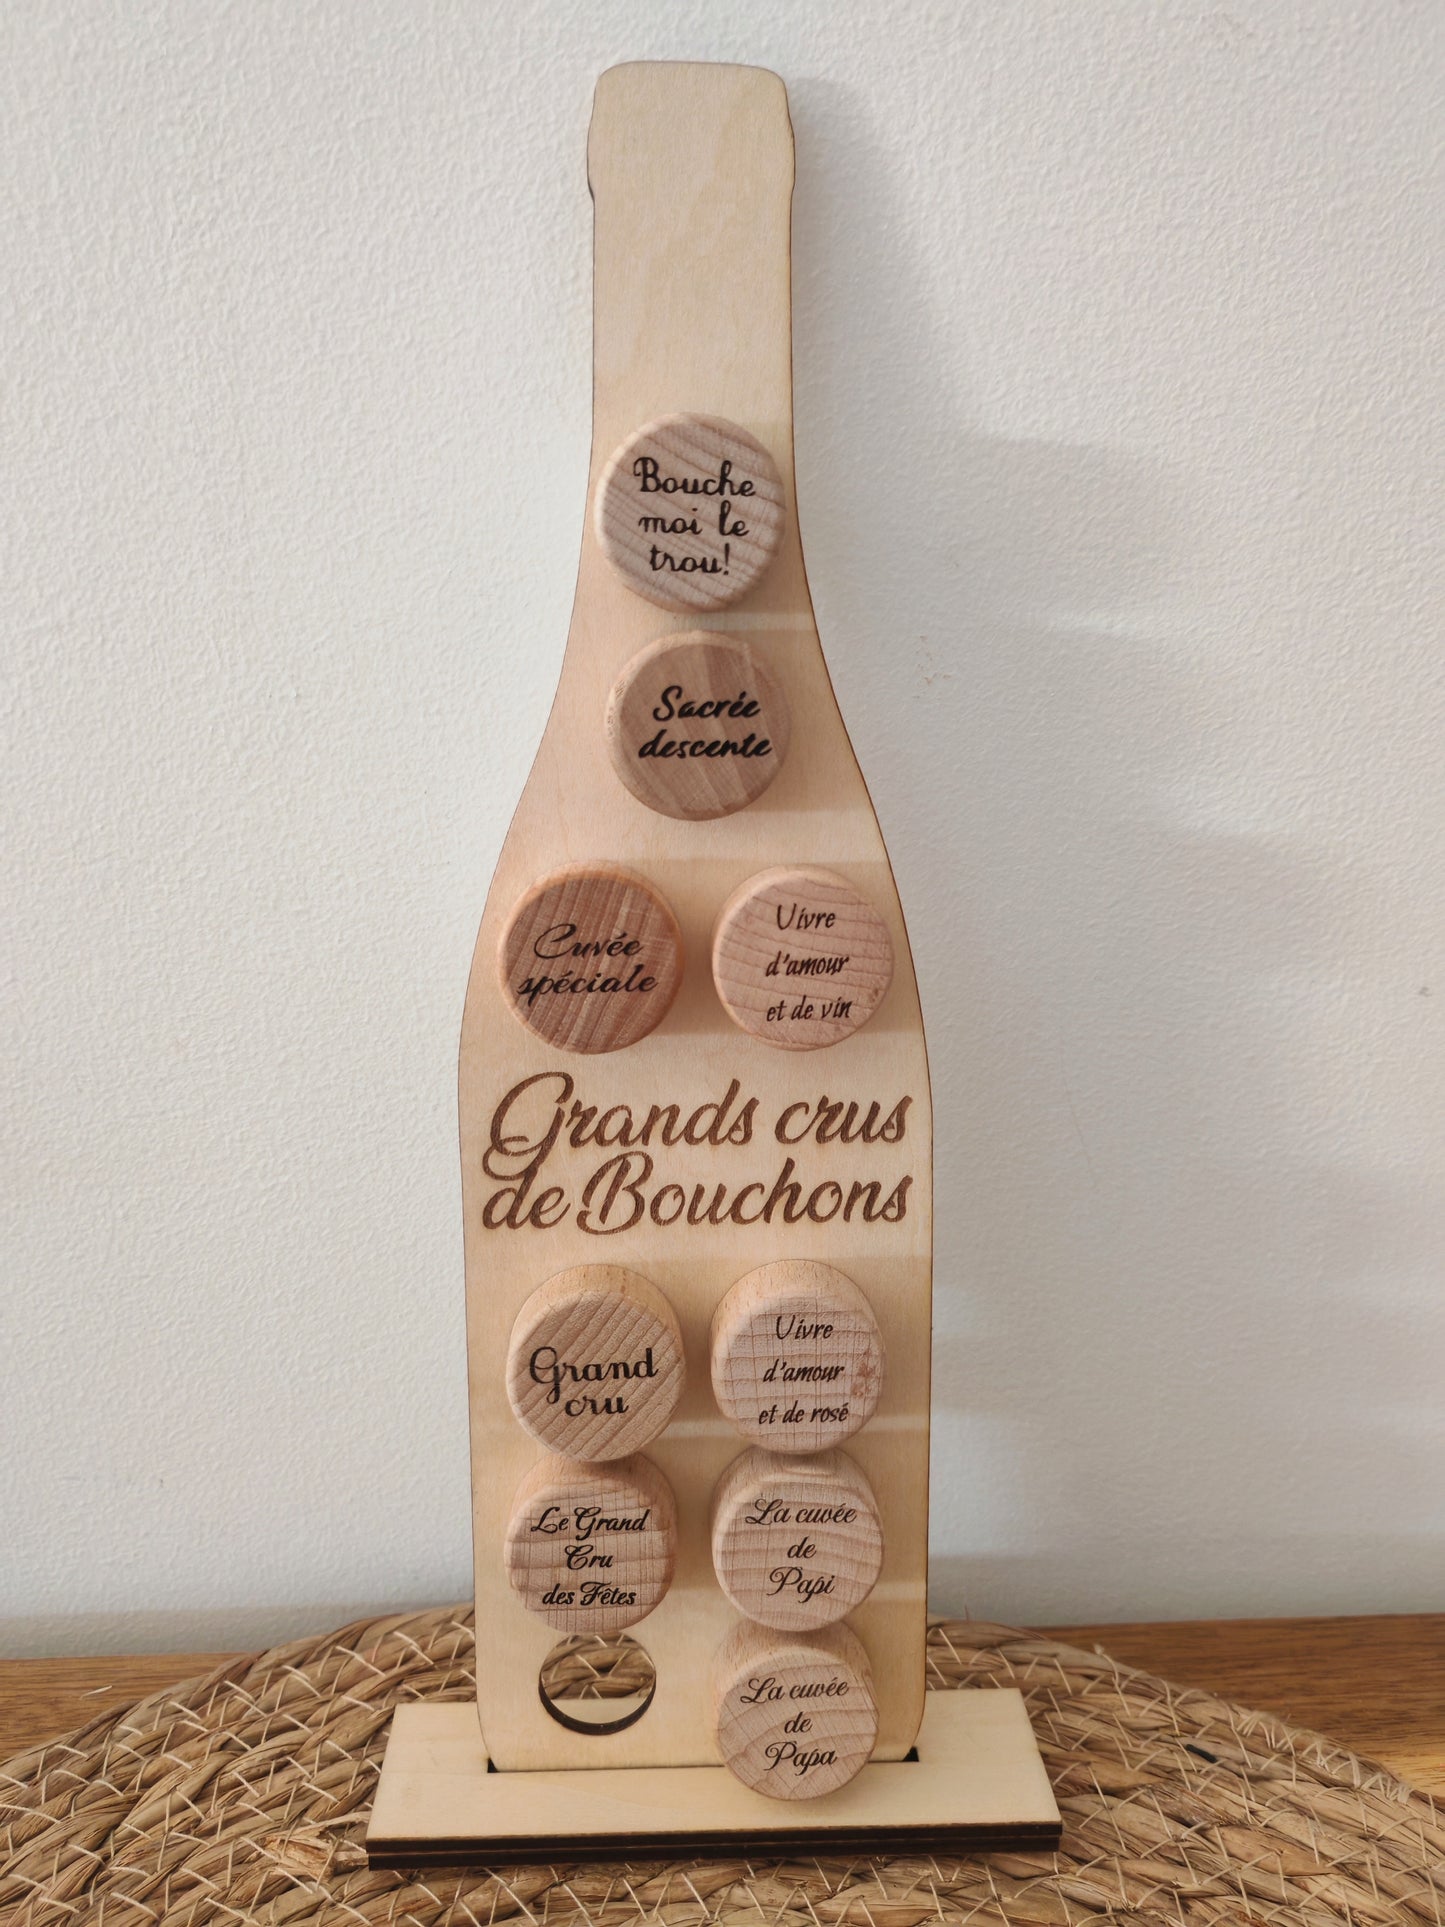 Bouche
moi le
trou!
Sacrée
descente
Cuvée
spéciale
Vivre
d'amour
et de vin
Grands crus
de Bouchons
Grand
cru
Vivre
d'amour
et de rosé
Le Grand
Cru
des Fêtes
La cuvée
de
Papi
La cuvée
de
Papa